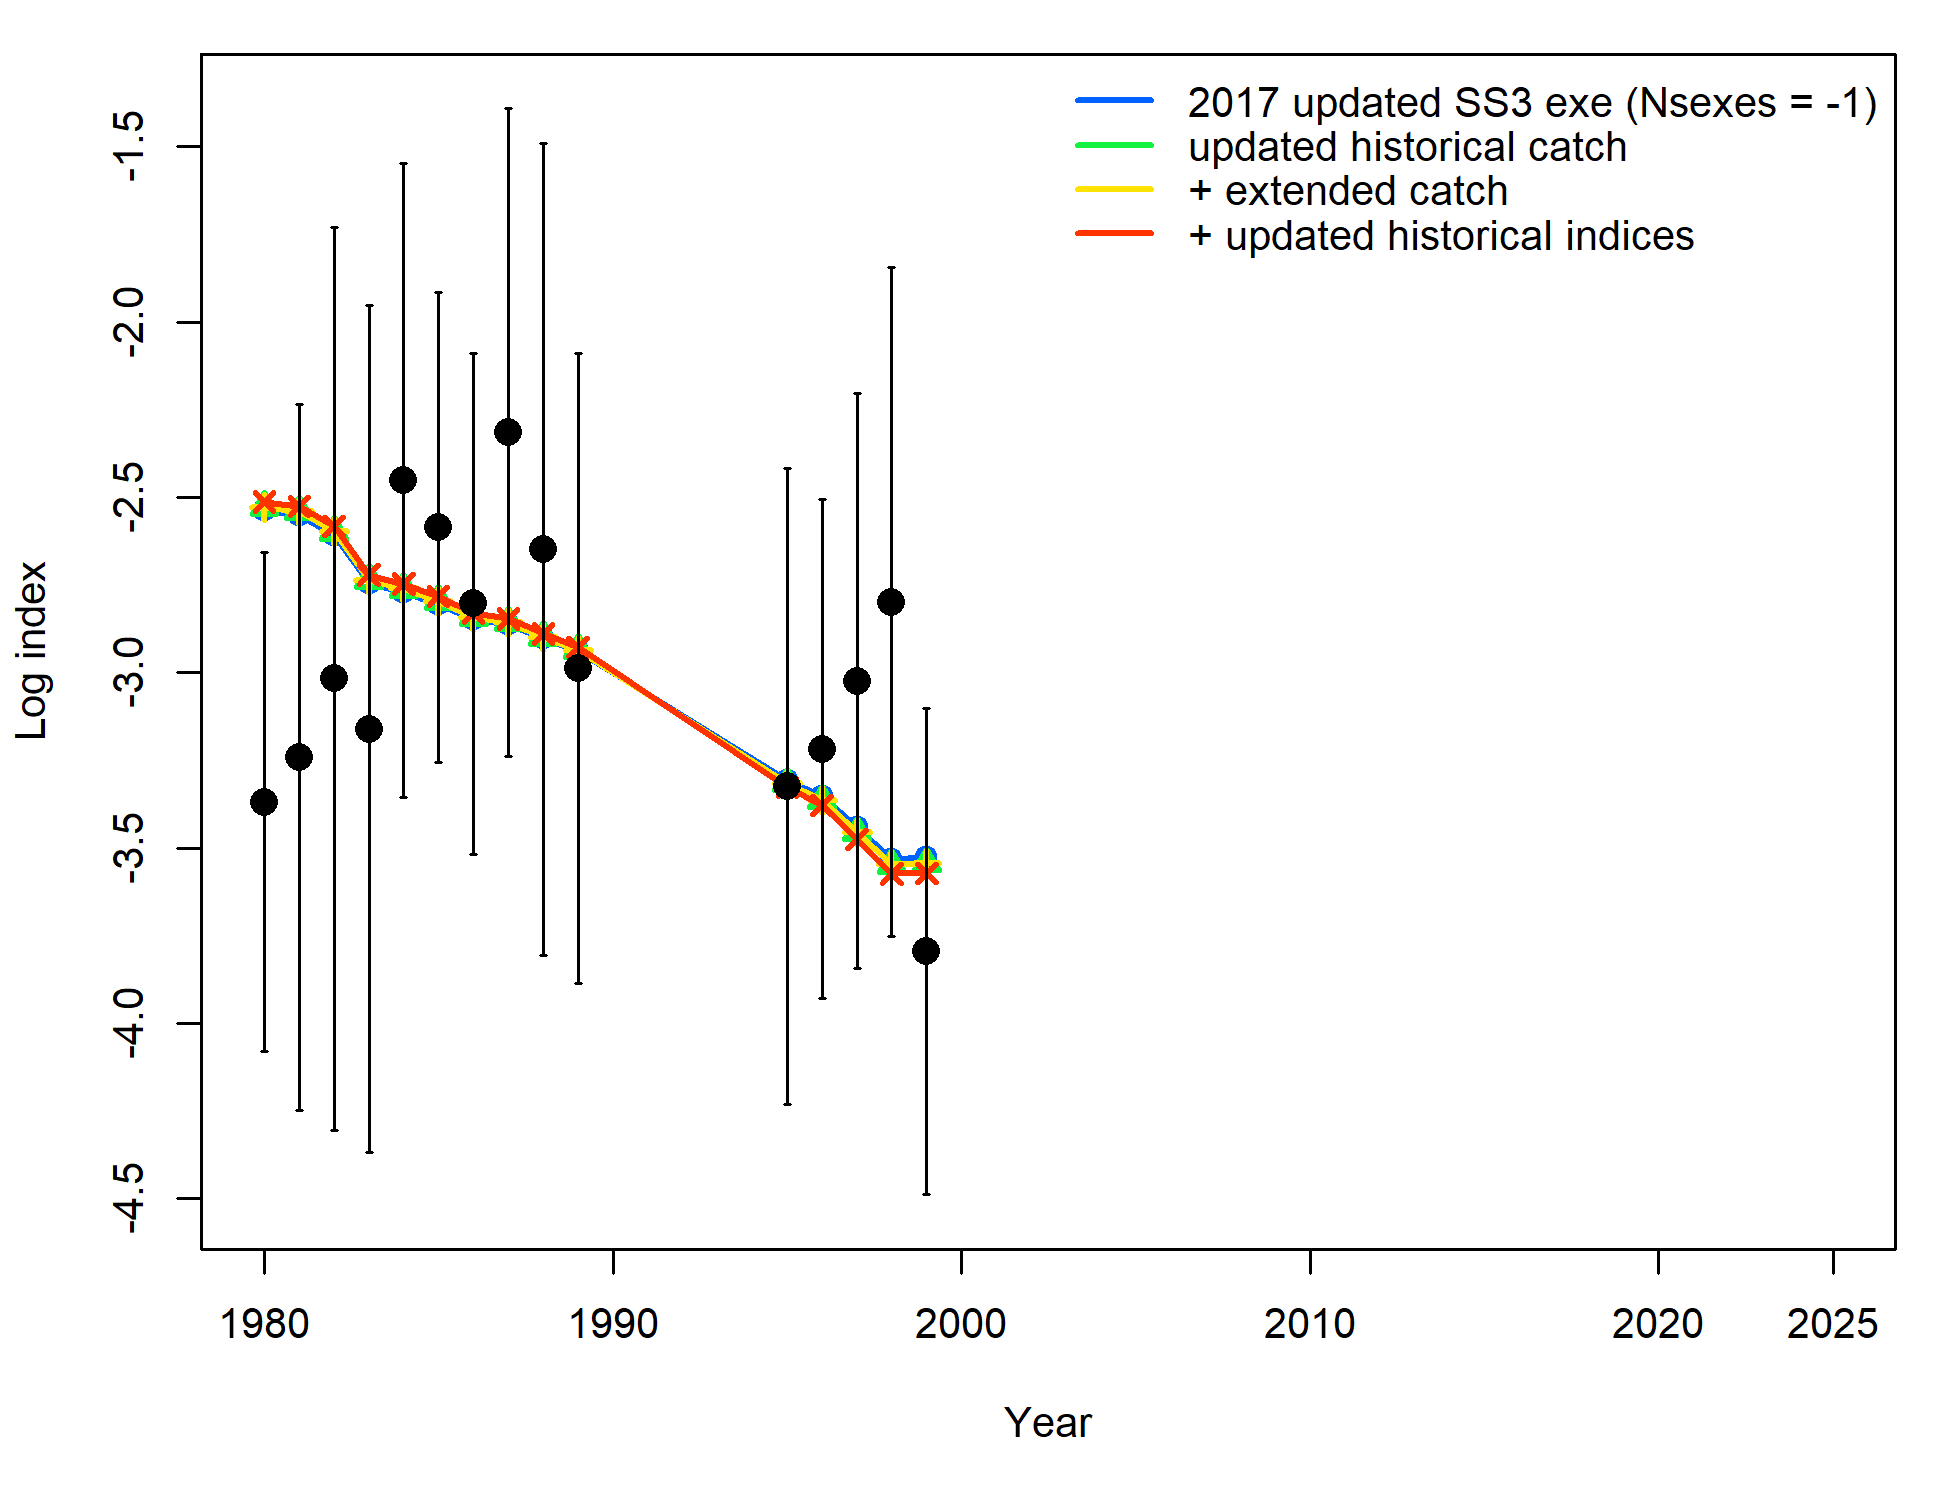 2017 updated SS3 exe (Nsexes = -1)
updated historical catch
+ extended catch
+ updated historical indices
Log index
-1.5
-2.0
-2.5
-3.0
-3.5
-4.0
-4.5
1980 1990 2000 2010 2020 2025
Year